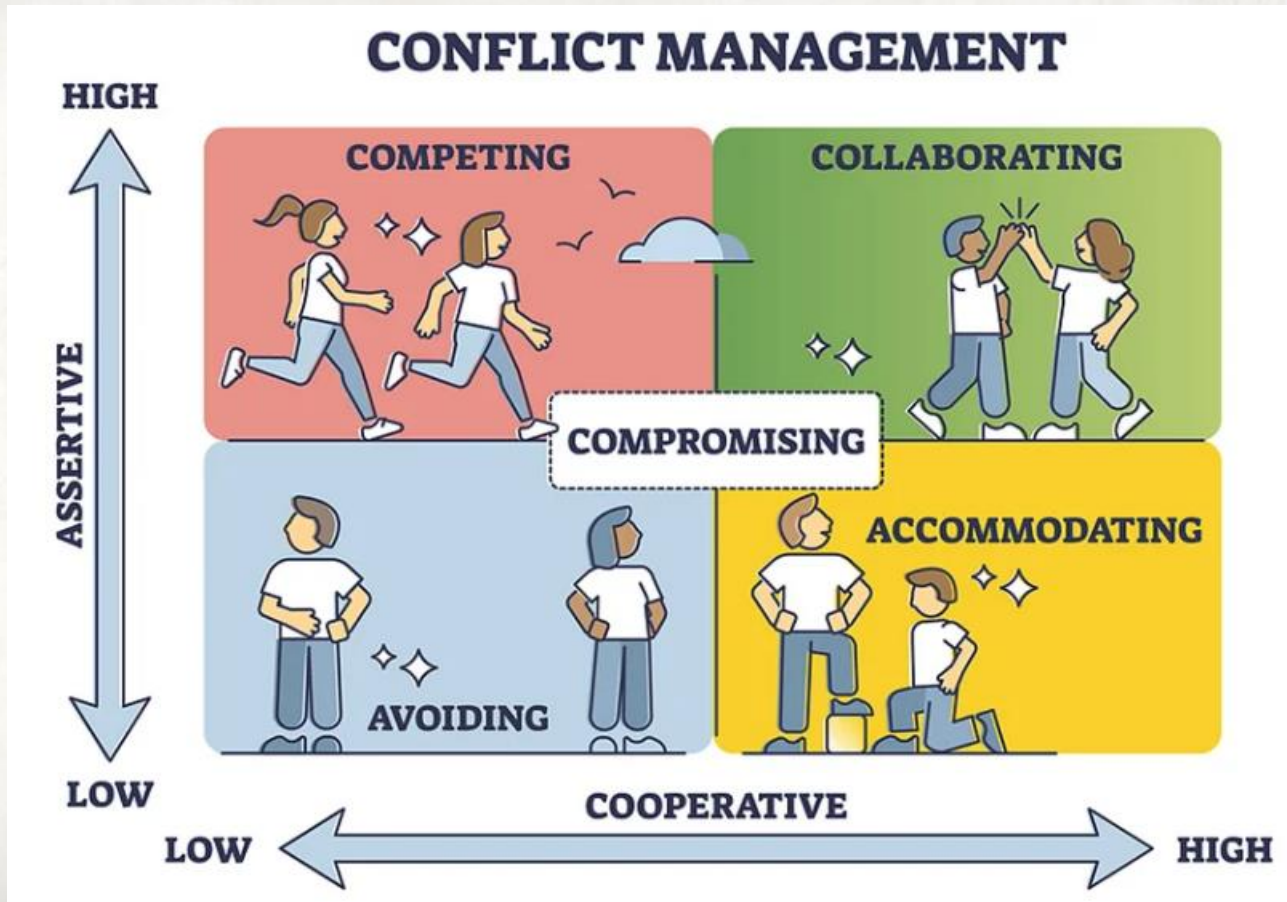 CONFLICT MANAGEMENT
HIGH
COMPETING
COLLABORATING
ASSERTIVE
COMPROMISING
ACCOMMODATING
AVOIDING
LOW
COOPERATIVE
LOW
HIGH